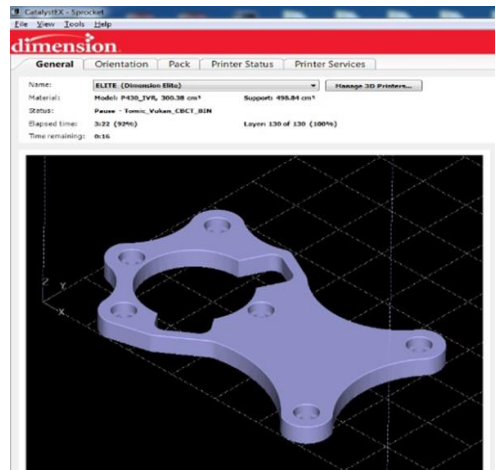 CatalystEX - Sprocket
File View Tools Help
dimension
General Orientation Pack Printer Status Printer Services
Name: ELITE (Dimension Elite) Manage 3D Printers...
Material: Model: P430_IVR, 300.38 cm³ Support: 498.84 cm³
Status: Pause - Tomic_Vukan_CBCT_BIN
Elapsed time: 3:22 (92%) Layer: 130 of 130 (100%)
Time remaining: 0:16
Z Y
X